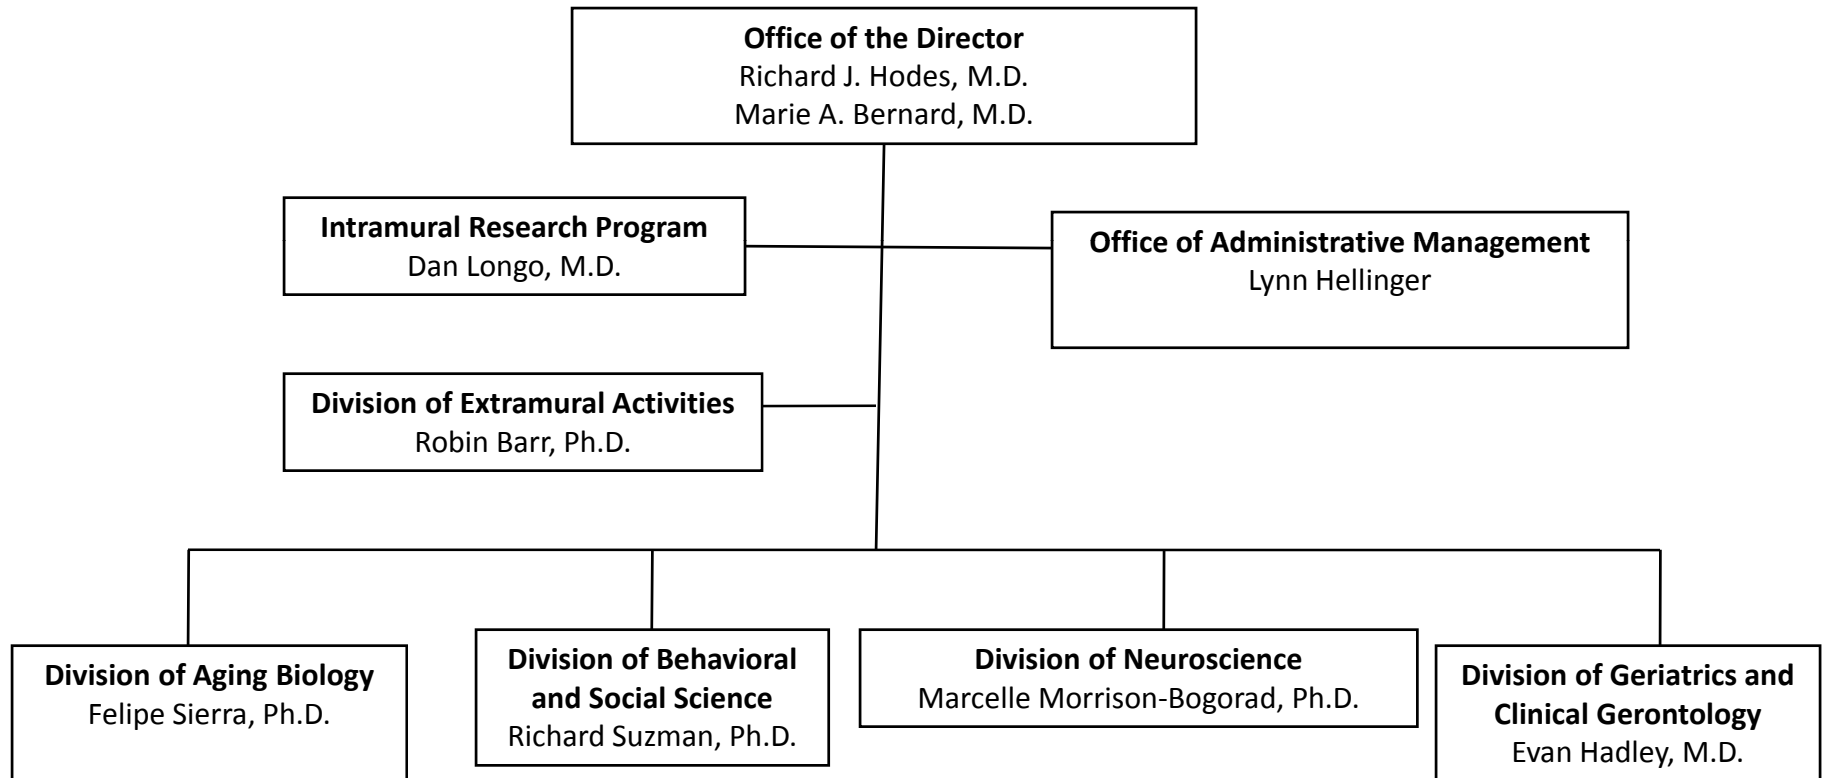 Office of the Director
Richard J. Hodes, M.D.
Marie A. Bernard, M.D.
Intramural Research Program
Dan Longo, M.D.
Office of Administrative Management
Lynn Hellinger
Division of Extramural Activities
Robin Barr, Ph.D.
Division of Aging Biology
Felipe Sierra, Ph.D.
Division of Behavioral
and Social Science
Richard Suzman, Ph.D.
Division of Neuroscience
Marcelle Morrison-Bogorad, Ph.D.
Division of Geriatrics and
Clinical Gerontology
Evan Hadley, M.D.